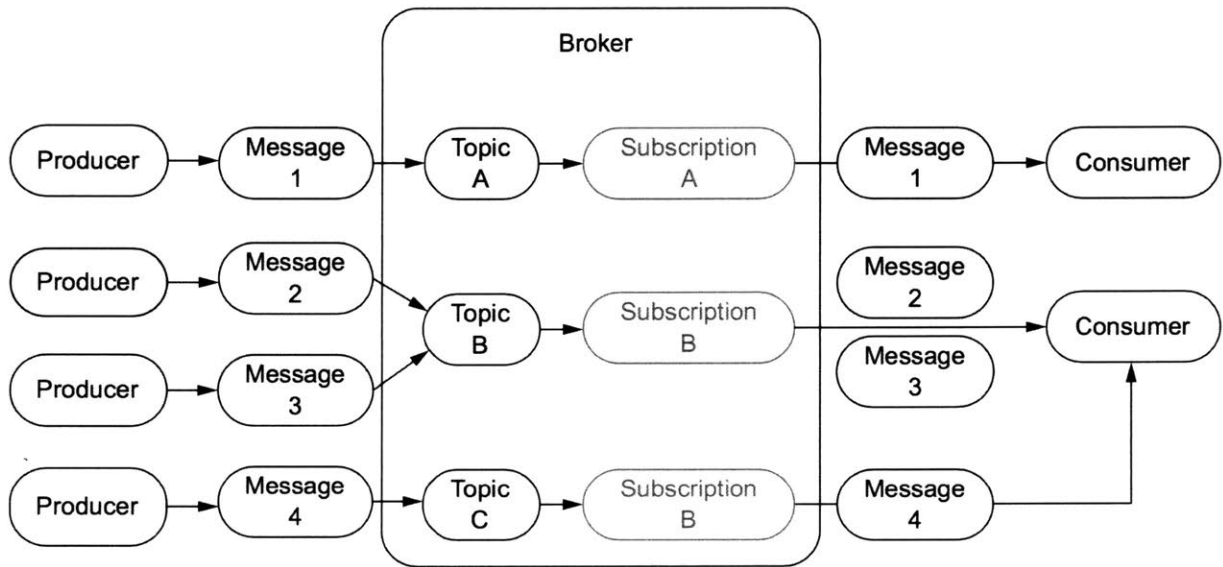 Broker
Producer
Message
1
Topic
A
Subscription
A
Message
1
Consumer
Producer
Message
2
Producer
Message
3
Topic
B
Subscription
B
Message
2
Message
3
Consumer
Producer
Message
4
Topic
C
Subscription
B
Message
4